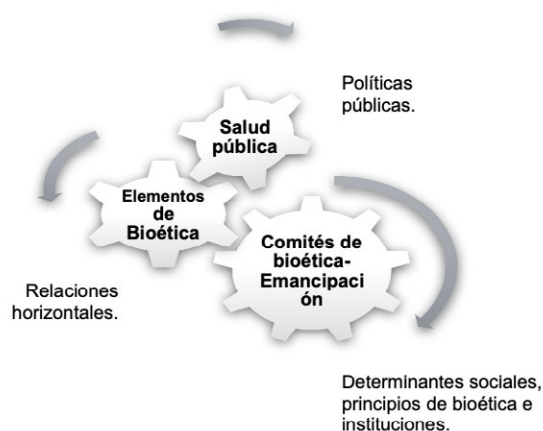 Políticas
públicas.
Salud
pública
Elementos
de
Bioética
Comités de
bioética-
Emancipaci
ón
Relaciones
horizontales.
Determinantes sociales,
principios de bioética e
instituciones.